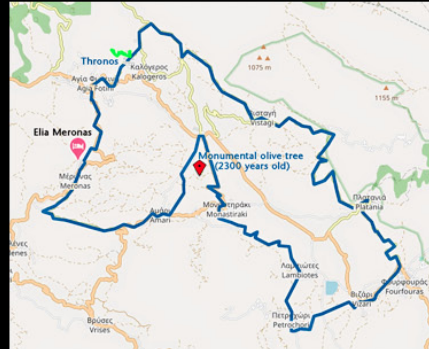 1075 m
Thronos
Καλόγερος
Kalogeros
Αγία Φωτεινή
Agia Fotini
1155 m
Βισταγή
Vistagi
Elia Meronas
Monumental olive tree
(2300 years old)
Μέρωνας
Meronas
Πλατάνια
Platania
Μοναστηράκι
Monastiraki
Αμάρι
Amari
Λαμπιώτες
Lambiotes
Φουρφουράς
Fourfouras
Βιζάρι
Vizari
Βρύσες
Vrises
Πετροχώρι
Petrochori